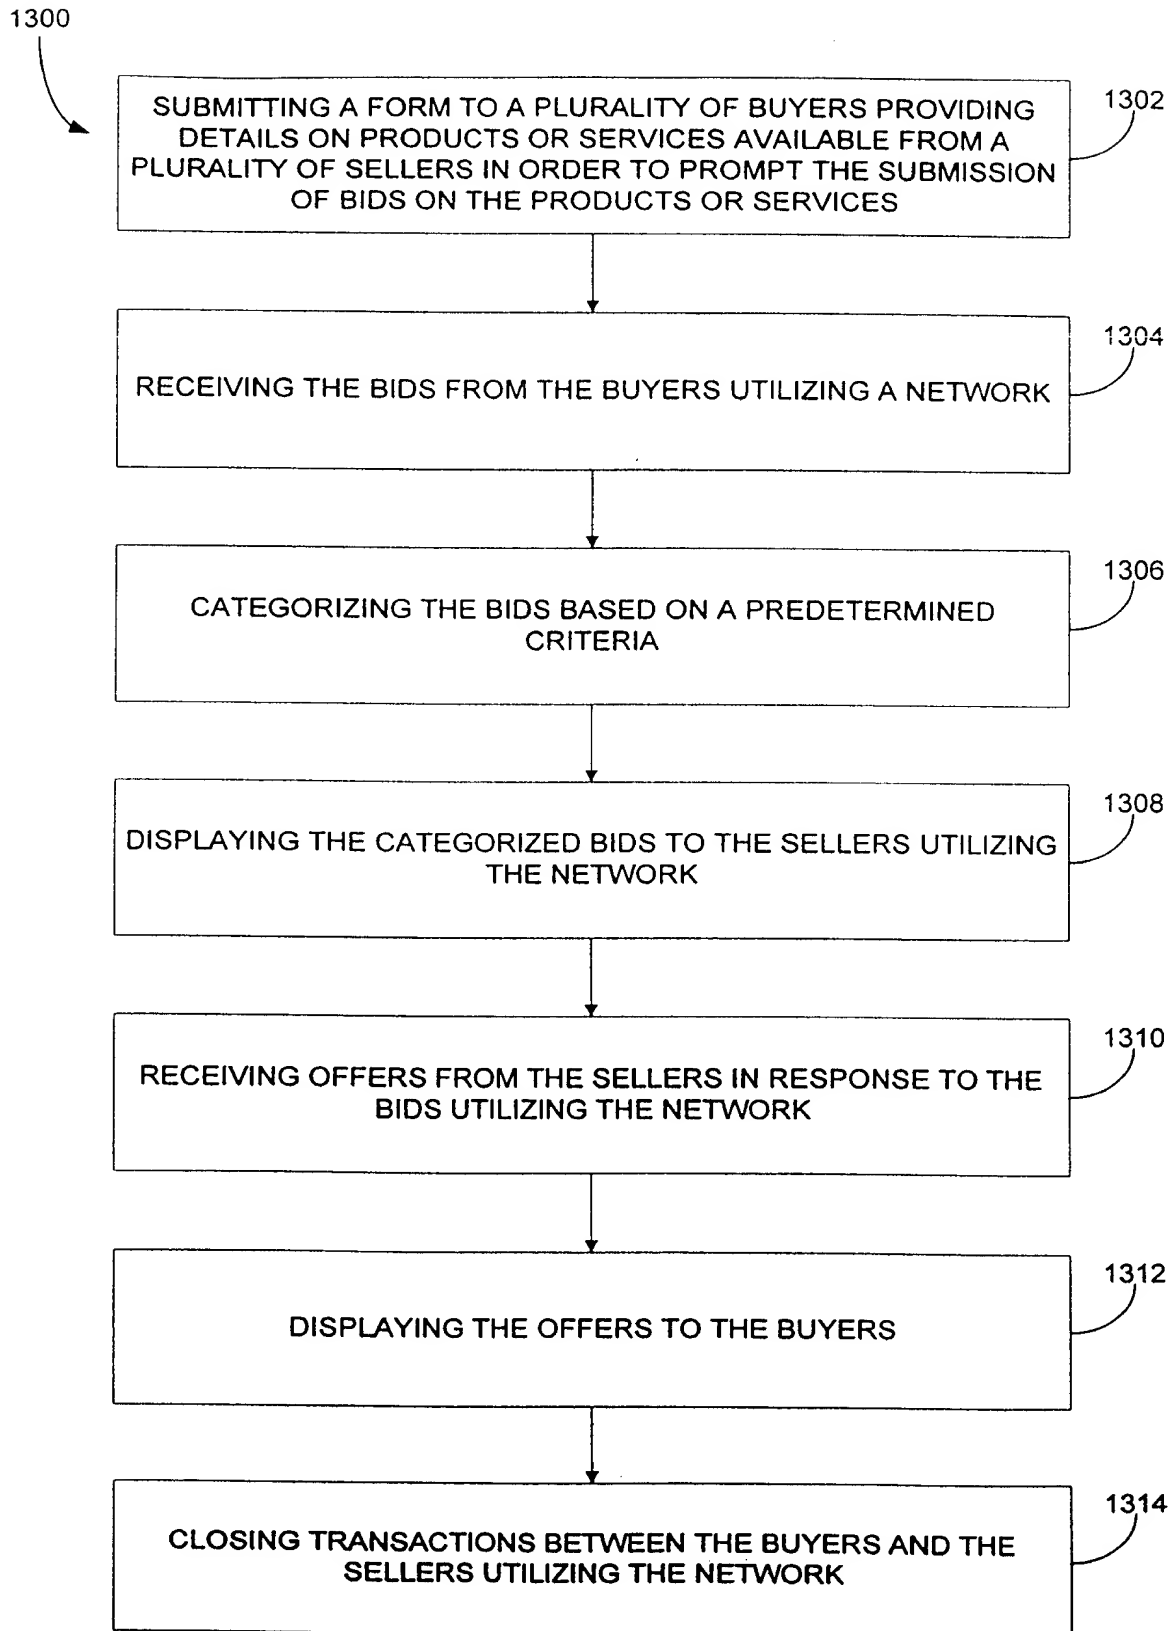 1300
1302
SUBMITTING A FORM TO A PLURALITY OF BUYERS PROVIDING
DETAILS ON PRODUCTS OR SERVICES AVAILABLE FROM A
PLURALITY OF SELLERS IN ORDER TO PROMPT THE SUBMISSION
OF BIDS ON THE PRODUCTS OR SERVICES
1304
RECEIVING THE BIDS FROM THE BUYERS UTILIZING A NETWORK
1306
CATEGORIZING THE BIDS BASED ON A PREDETERMINED
CRITERIA
1308
DISPLAYING THE CATEGORIZED BIDS TO THE SELLERS UTILIZING
THE NETWORK
1310
RECEIVING OFFERS FROM THE SELLERS IN RESPONSE TO THE
BIDS UTILIZING THE NETWORK
1312
DISPLAYING THE OFFERS TO THE BUYERS
1314
CLOSING TRANSACTIONS BETWEEN THE BUYERS AND THE
SELLERS UTILIZING THE NETWORK